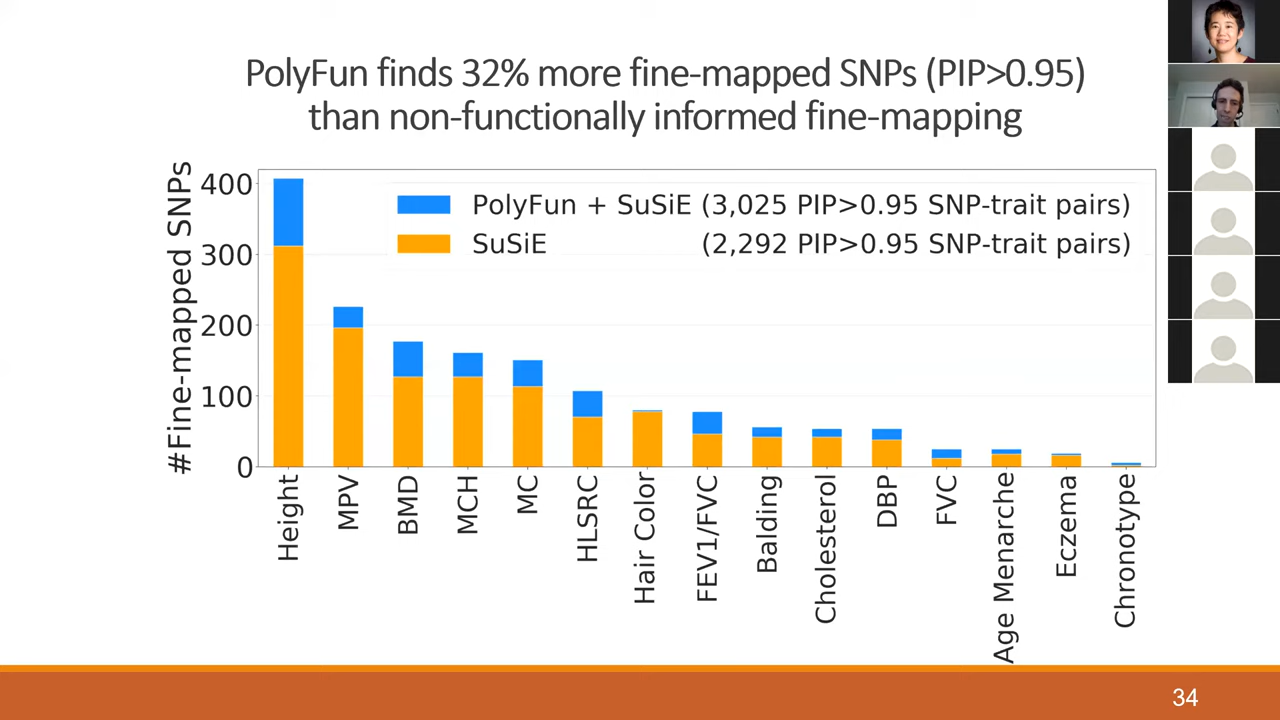 PolyFun finds 32% more fine-mapped SNPs (PIP>0.95)
than non-functionally informed fine-mapping
#Fine-mapped SNPs
400
300
200
100
0
PolyFun + SuSiE (3,025 PIP>0.95 SNP-trait pairs)
SuSiE (2,292 PIP>0.95 SNP-trait pairs)
Height
MPV
BMD
MCH
MC
HLSRC
Hair Color
FEV1/FVC
Balding
Cholesterol
DBP
FVC
Age Menarche
Eczema
Chronotype
34